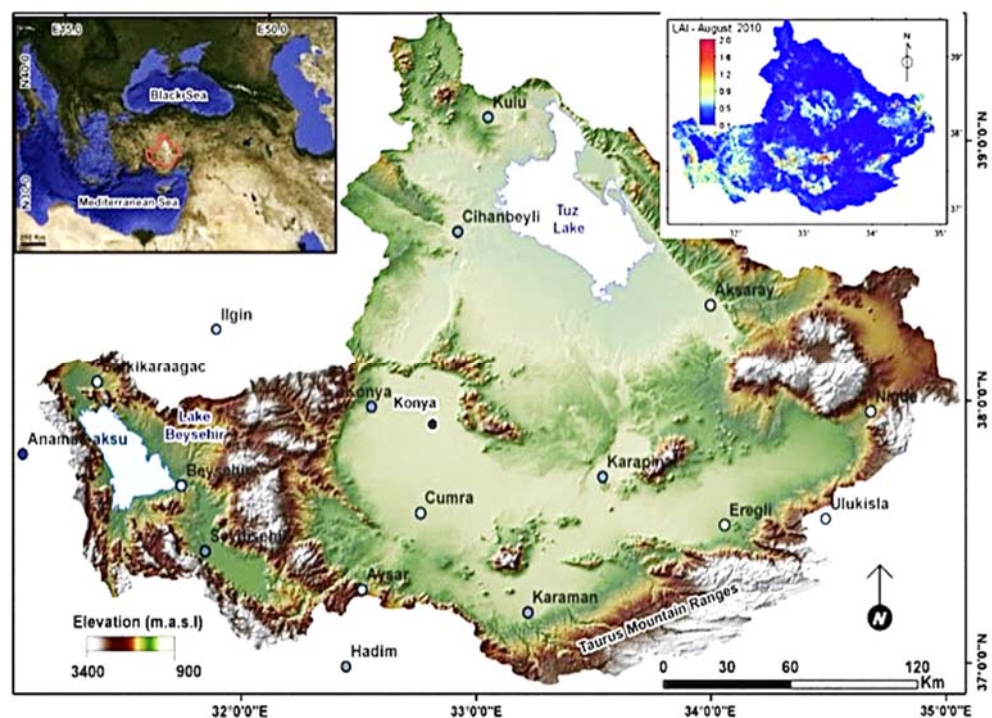 E45.0
E50.0
N40.0
N30.0
Black Sea
Mediterranean Sea
LAI - August 2010
2.0
1.6
1.2
0.9
0.5
0.1
N
39°
38°
37°
32°
33°
34°
35°
Kulu
Cihanbeyli
Tuz
Lake
Aksaray
Ilgin
Konya
Konya
Lake
Beysehir
Nigde
Beysehir
Karapinar
Cumra
Eregli
Ulukisla
Seydisehir
Aysar
Karaman
Hadim
Taurus Mountain Ranges
Elevation (m.a.s.l)
3400
900
N
0
30
60
120
Km
39°0'0"N
38°0'0"N
37°0'0"N
32°0'0"E
33°0'0"E
34°0'0"E
35°0'0"E